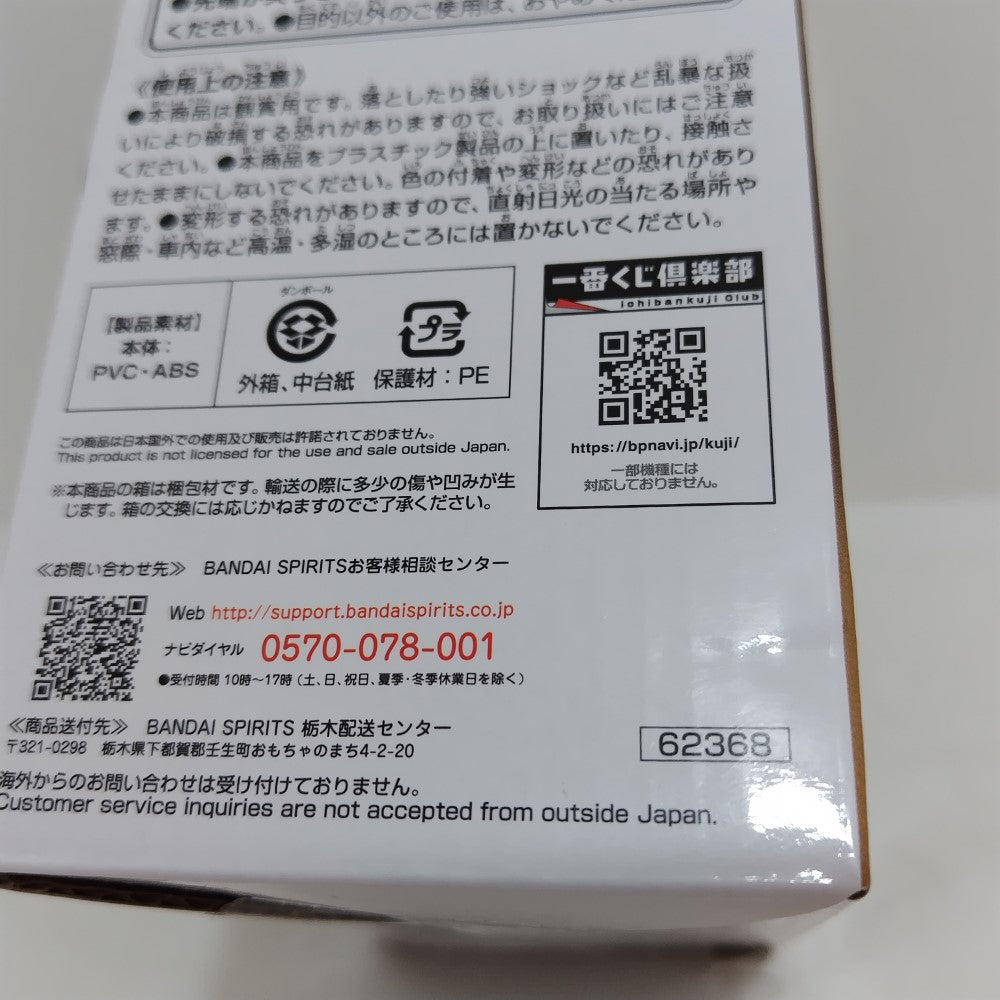 ください。●目的以外のご使用は、おやめください。
《使用上の注意》
●本商品は観賞用です。落としたり強いショックなど乱暴な扱
いにより破損する恐れがありますので、お取り扱いにはご注意
ください。●本商品をプラスチック製品の上に置いたり、接触さ
せたままにしないでください。色の付着や変形などの恐れがあり
ます。●変形する恐れがありますので、直射日光の当たる場所や
窓際・車内など高温・多湿のところには置かないでください。
【製品素材】
本体：
PVC・ABS
ダンボール
外箱、中台紙
プラ
保護材：PE
一番くじ倶楽部
Ichibankuji Club
https://bpnavi.jp/kuji/
一部機種には
対応しておりません。
この商品は日本国外での使用及び販売は許諾されておりません。
This product is not licensed for the use and sale outside Japan.
※本商品の箱は梱包材です。輸送の際に多少の傷や凹みが生
じます。箱の交換には応じかねますのでご了承ください。
≪お問い合わせ先≫ BANDAI SPIRITSお客様相談センター
Web http://support.bandaispirits.co.jp
ナビダイヤル 0570-078-001
●受付時間 10時〜17時（土、日、祝日、夏季・冬季休業日を除く）
≪商品送付先≫ BANDAI SPIRITS 栃木配送センター
〒321-0298 栃木県下都賀郡壬生町おもちゃのまち4-2-20
62368
海外からのお問い合わせは受け付けておりません。
Customer service inquiries are not accepted from outside Japan.